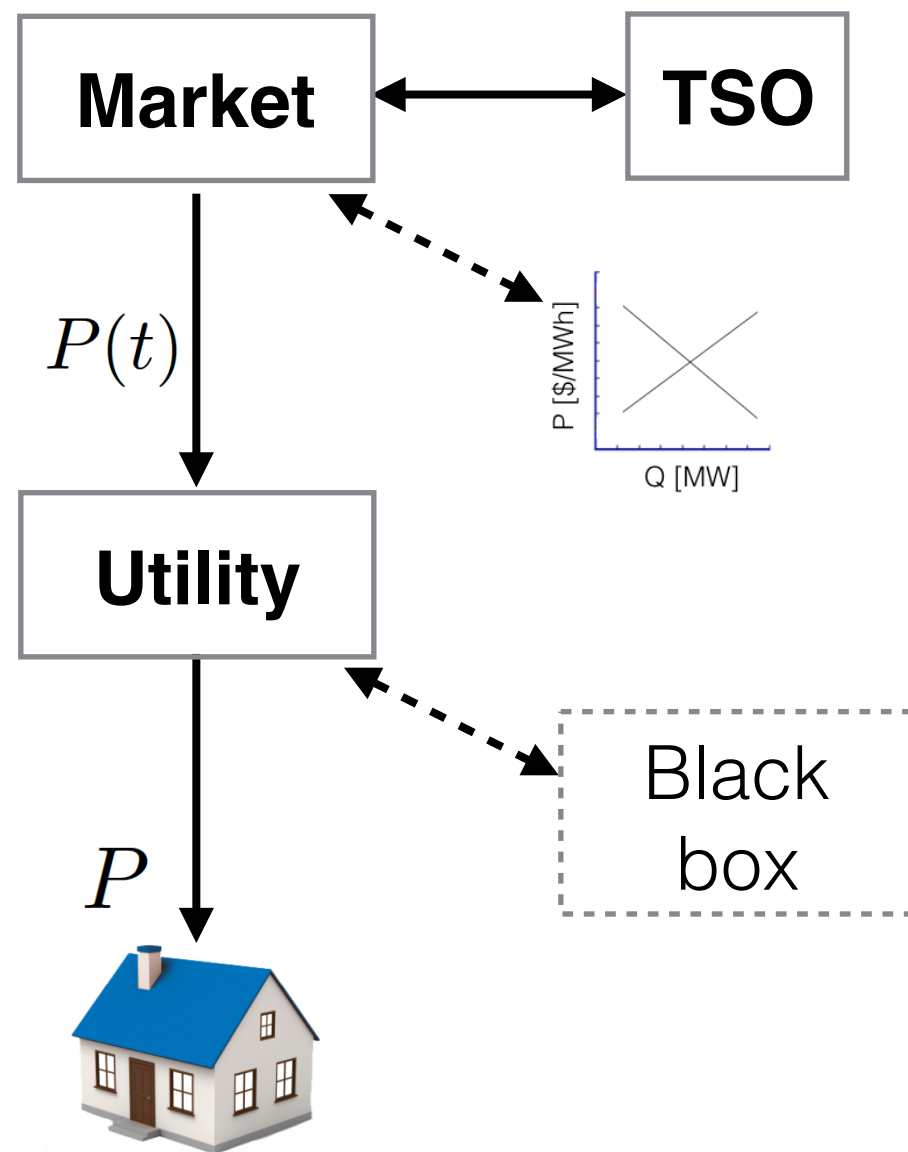 Market
TSO
P(t)
P [$/MWh]
Q [MW]
Utility
Black
box
P